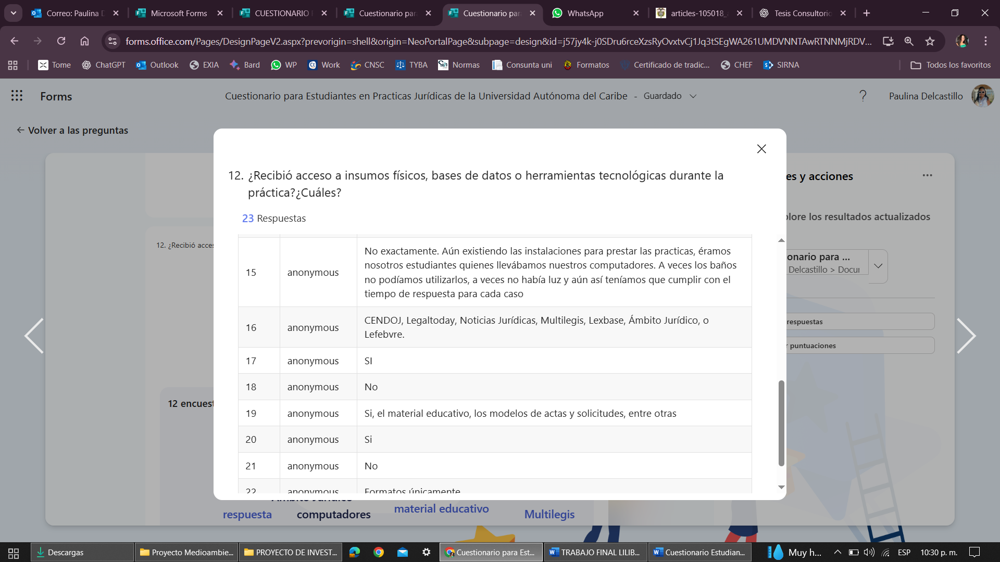 Correo: Paulina D
Microsoft Forms
CUESTIONARIO
Cuestionario par
Cuestionario par
WhatsApp
articles-105018_
Tesis Consultorio
forms.office.com/Pages/DesignPageV2.aspx?prevorigin=shell&origin=NeoPortalPage&subpage=design&id=j57jy4k-j0SDru6rceXzsRyOvxtvCj1Jq3tSEgWA261UMDVNNTAwRTNNMjRDV...
Tome
ChatGPT
Outlook
EXIA
Bard
WP
Work
CNSC
TYBA
Normas
Consunta uni
Formatos
Certificado de tradic...
CHEF
SIRNA
Todos los favoritos
Forms
Cuestionario para Estudiantes en Practicas Jurídicas de la Universidad Autónoma del Caribe - Guardado
?
Paulina Delcastillo
Volver a las preguntas
12. ¿Recibió acceso a insumos físicos, bases de datos o herramientas tecnológicas durante la
práctica?¿Cuáles?
23 Respuestas
15 anonymous No exactamente. Aún existiendo las instalaciones para prestar las practicas, éramos
nosotros estudiantes quienes llevábamos nuestros computadores. A veces los baños
no podíamos utilizarlos, a veces no había luz y aún así teníamos que cumplir con el
tiempo de respuesta para cada caso
16 anonymous CENDOJ, Legaltoday, Noticias Jurídicas, Multilegis, Lexbase, Ámbito Jurídico, o
Lefebvre.
17 anonymous SI
18 anonymous No
19 anonymous Si, el material educativo, los modelos de actas y solicitudes, entre otras
20 anonymous Si
21 anonymous No
22 anonymous Formatos únicamente
12. ¿Recibió acces
12 encuest
es y acciones
plore los resultados actualizados
onario para ...
Delcastillo > Docu
respuestas
r puntuaciones
Ámbito Jurídico
respuesta
computadores
material educativo
Multilegis
Descargas
Proyecto Medioambie...
PROYECTO DE INVEST...
Cuestionario para Est...
TRABAJO FINAL LILIB...
Cuestionario Estudian...
Muy h...
ESP
10:30 p. m.